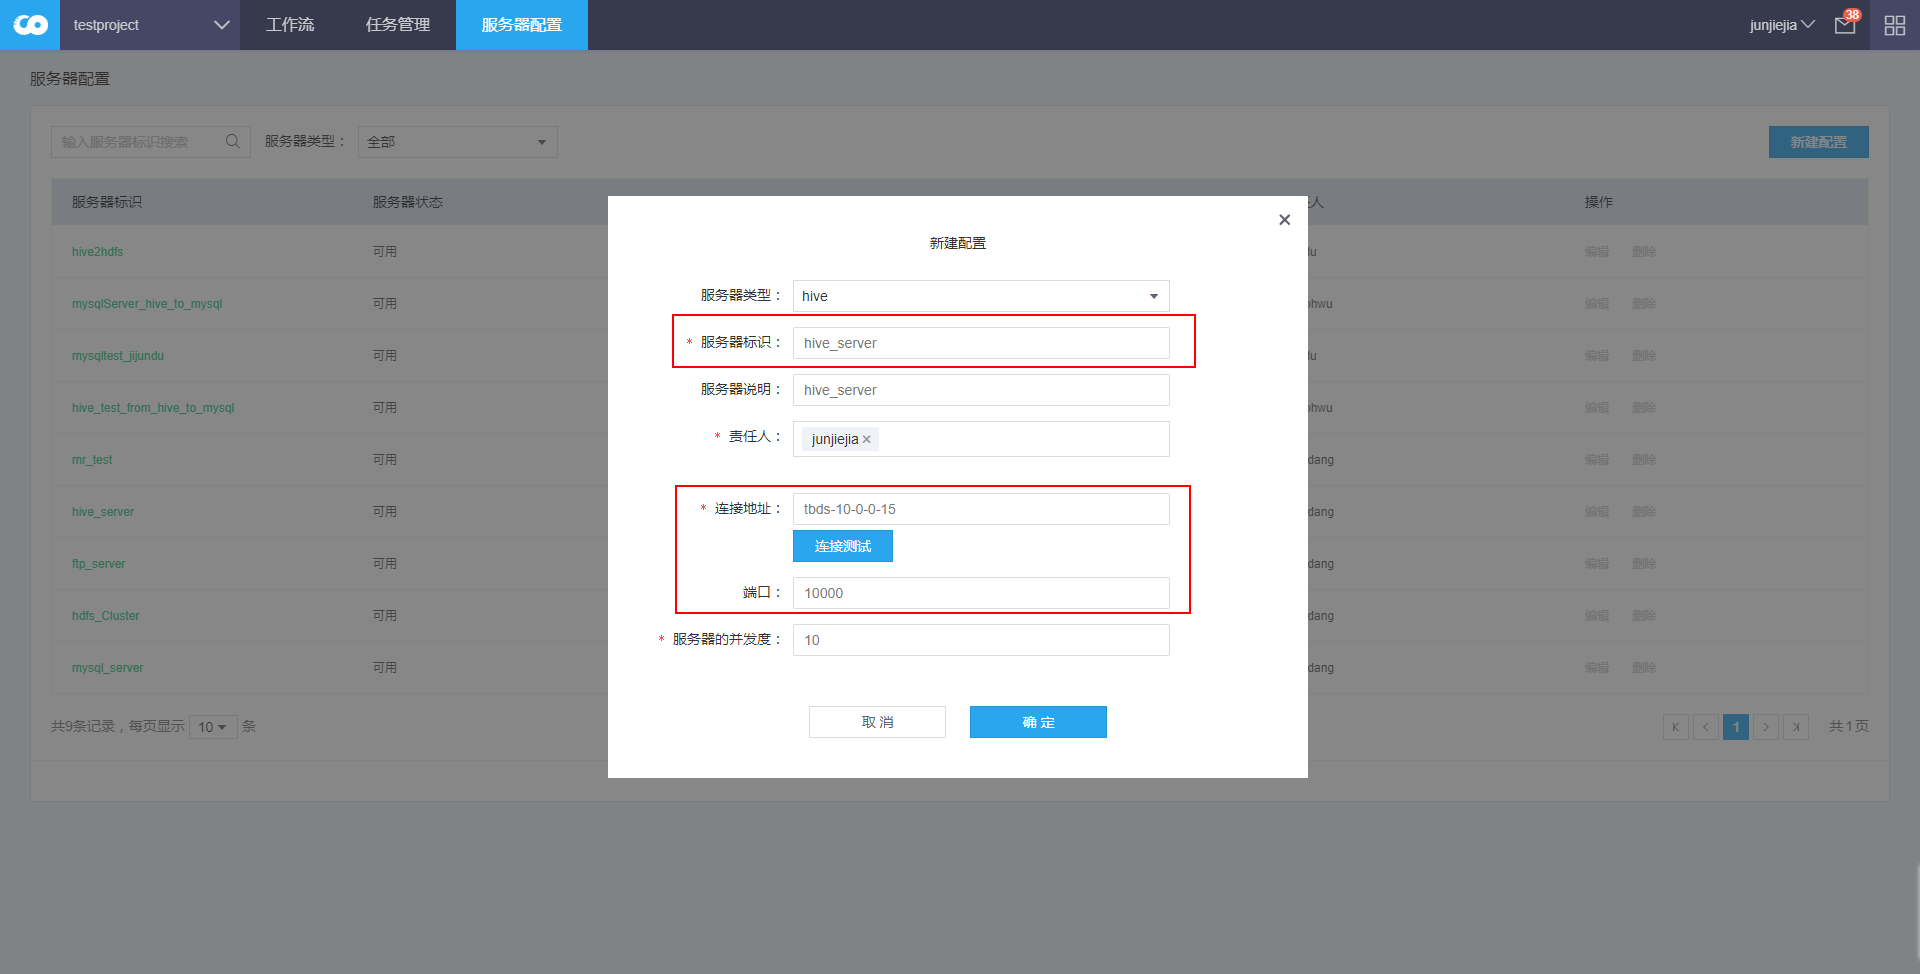 testproject 工作流 任务管理 服务器配置 junjiejia 38
服务器配置
输入服务器标识搜索 服务器类型： 全部 新建配置
服务器标识 服务器状态 人 操作
hive2hdfs 可用 编辑 删除
mysqlServer_hive_to_mysql 可用 hwu 编辑 删除
mysqltest_jijundu 可用 编辑 删除
hive_test_from_hive_to_mysql 可用 hwu 编辑 删除
mr_test 可用 dang 编辑 删除
hive_server 可用 dang 编辑 删除
ftp_server 可用 dang 编辑 删除
hdfs_Cluster 可用 dang 编辑 删除
mysql_server 可用 dang 编辑 删除
共9条记录，每页显示 10 条 1 共1页
新建配置
服务器类型： hive
* 服务器标识： hive_server
服务器说明： hive_server
* 责任人： junjiejia ×
* 连接地址： tbds-10-0-0-15
连接测试
端口： 10000
* 服务器的并发度： 10
取 消 确 定